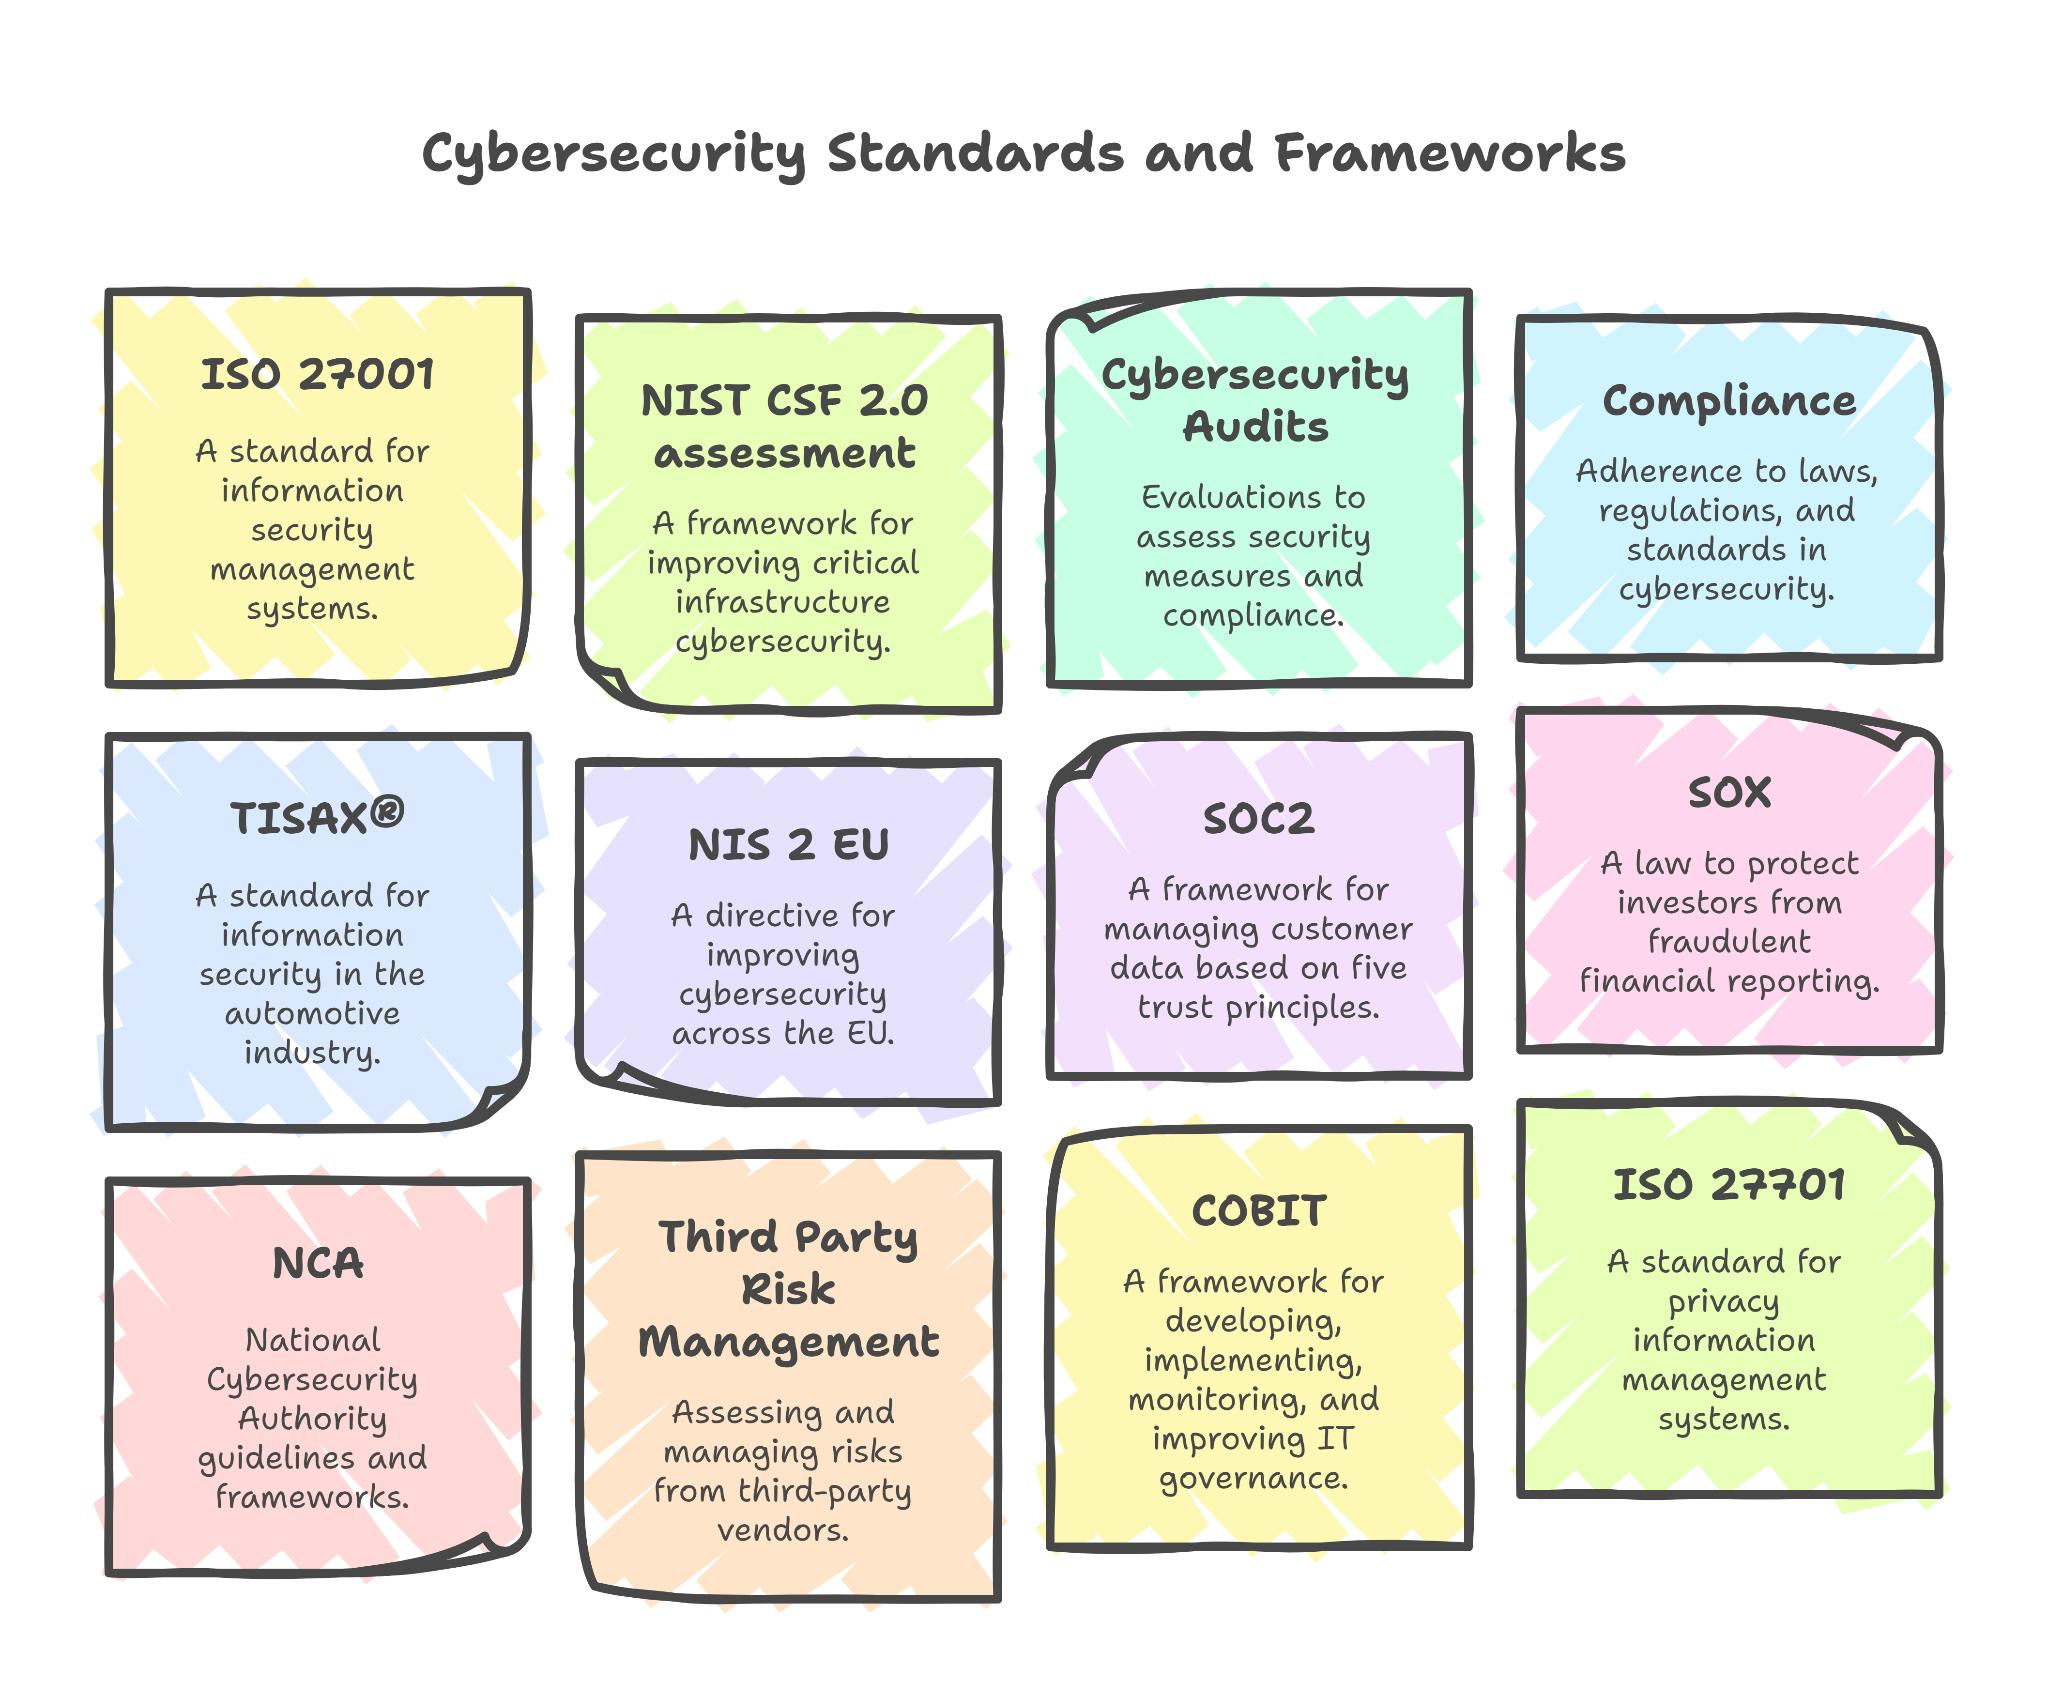 Cybersecurity Standards and Frameworks
ISO 27001
A standard for
information
security
management
systems.
NIST CSF 2.0
assessment
A framework for
improving critical
infrastructure
cybersecurity.
Cybersecurity
Audits
Evaluations to
assess security
measures and
compliance.
Compliance
Adherence to laws,
regulations, and
standards in
cybersecurity.
TISAX®
A standard for
information
security in the
automotive
industry.
NIS 2 EU
A directive for
improving
cybersecurity
across the EU.
SOC2
A framework for
managing customer
data based on five
trust principles.
SOX
A law to protect
investors from
fraudulent
financial reporting.
NCA
National
Cybersecurity
Authority
guidelines and
frameworks.
Third Party
Risk
Management
Assessing and
managing risks
from third-party
vendors.
COBIT
A framework for
developing,
implementing,
monitoring, and
improving IT
governance.
ISO 27701
A standard for
privacy
information
management
systems.